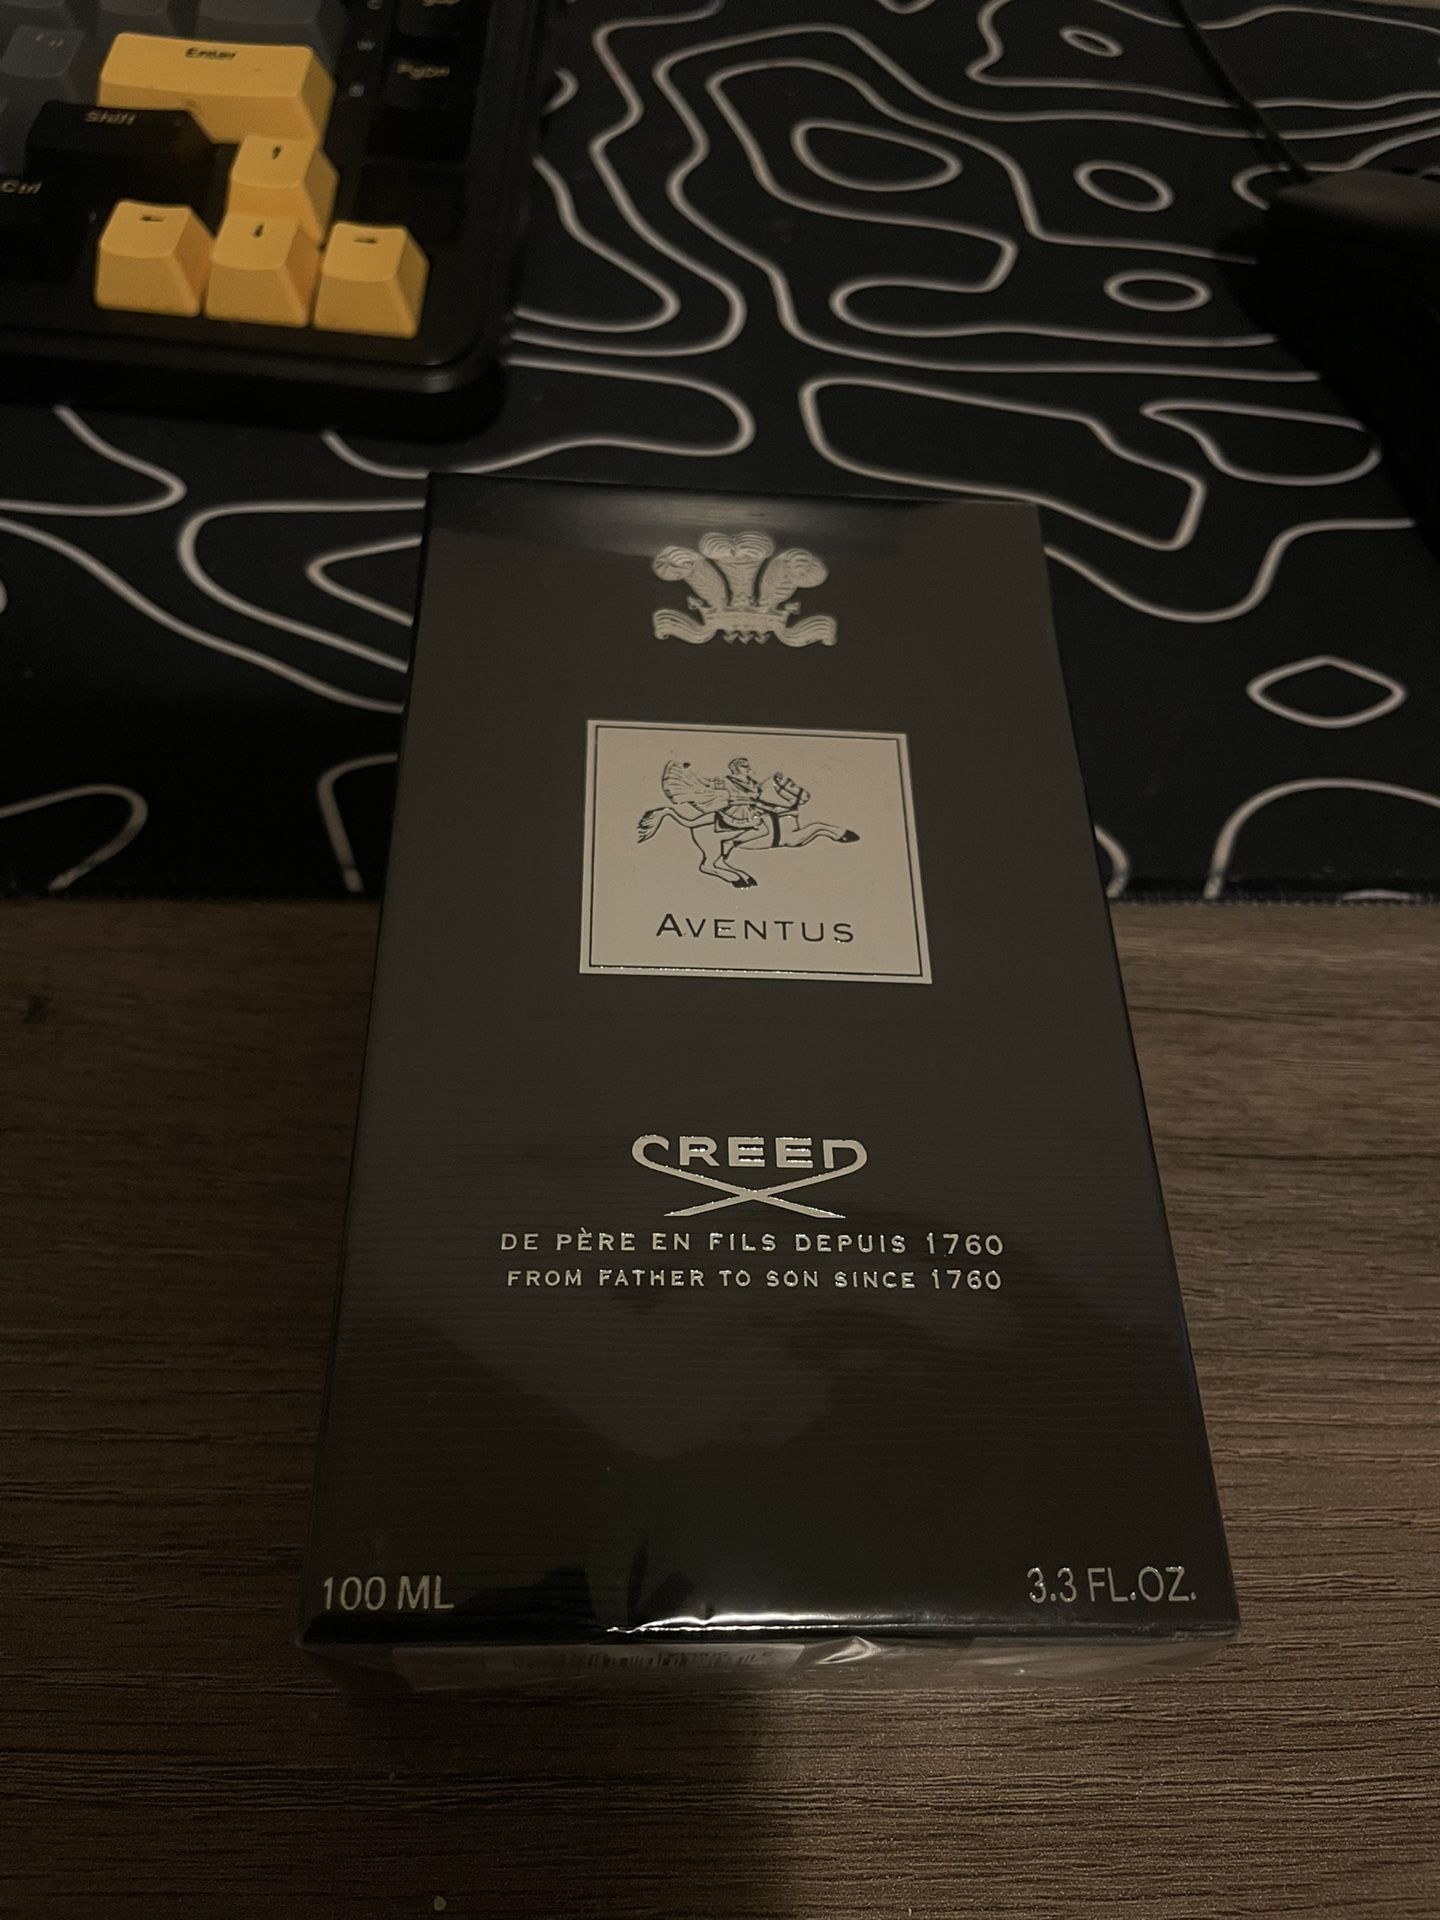 Enter
Shift
Ctrl
PgDn
AVENTUS
CREED
DE PÈRE EN FILS DEPUIS 1760
FROM FATHER TO SON SINCE 1760
100 ML
3.3 FL.OZ.